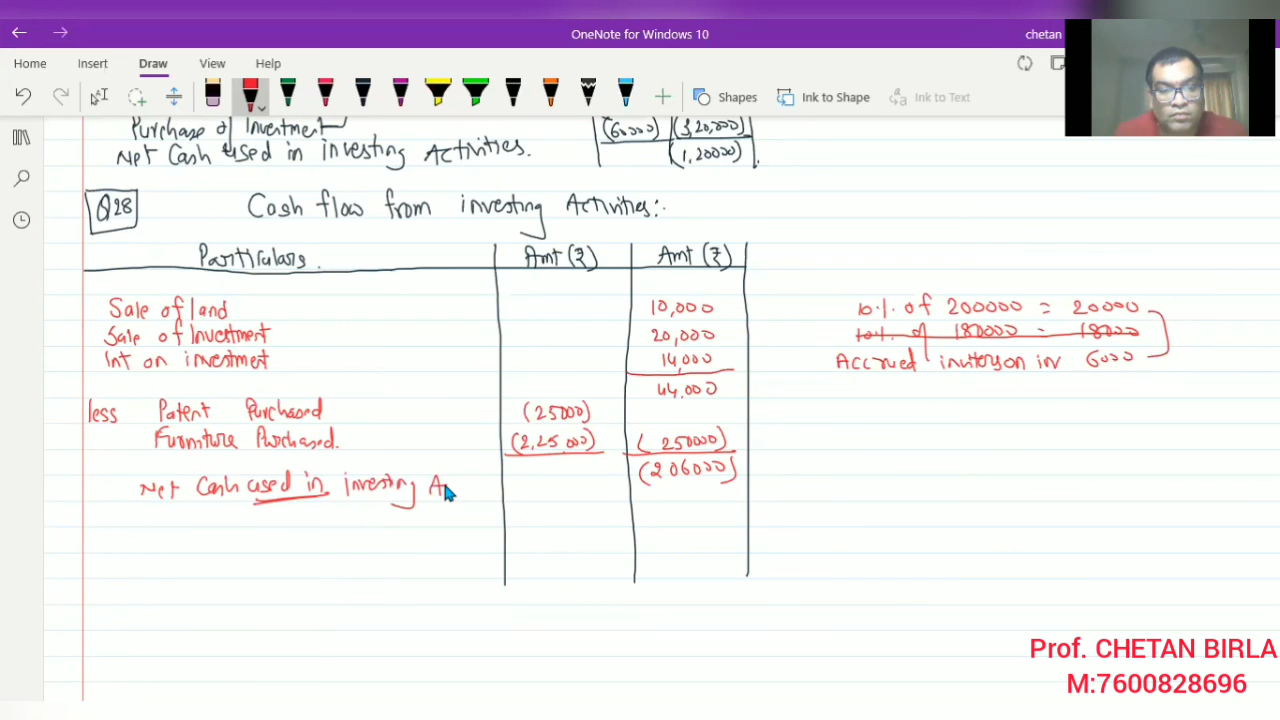 OneNote for Windows 10
chetan
Home Insert Draw View Help
Shapes Ink to Shape Ink to Text
Purchase of Investment (60000) (3,20,000)
Net Cash used in investing Activities. (1,20000)
Q28 Cash flow from investing Activities:
Particulars. Amt (₹) Amt (₹)
Sale of land 10,000
Sale of Investment 20,000
Int on investment 14,000
44,000
less Patent Purchased (25000)
Furniture Purchased. (2,25,000) (250000)
(206000)
Net Cash used in investing A
10.1. of 200000 = 20000
10.1. of 180000 = 18000
Accrued on inv 6000
Prof. CHETAN BIRLA
M:7600828696